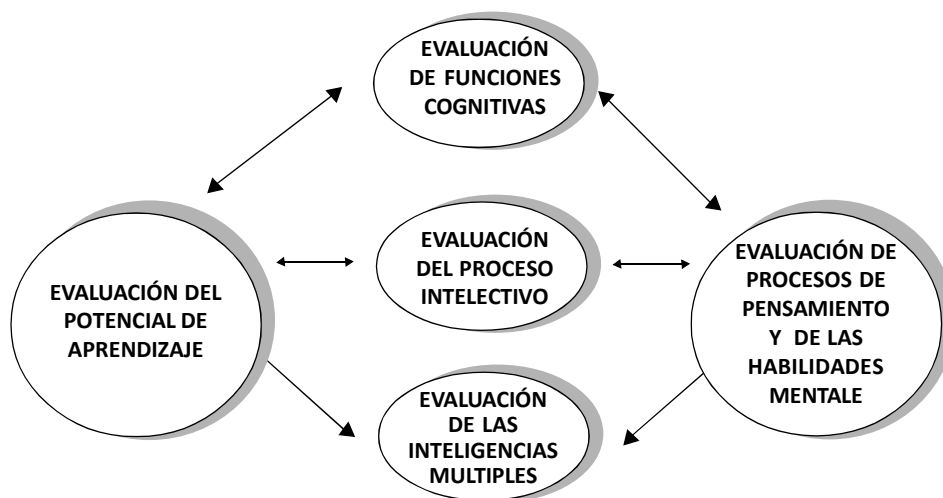 EVALUACIÓN
DE FUNCIONES
COGNITIVAS
EVALUACIÓN DEL
POTENCIAL DE
APRENDIZAJE
EVALUACIÓN
DEL PROCESO
INTELECTIVO
EVALUACIÓN DE
PROCESOS DE
PENSAMIENTO
Y DE LAS
HABILIDADES
MENTALE
EVALUACIÓN
DE LAS
INTELIGENCIAS
MULTIPLES